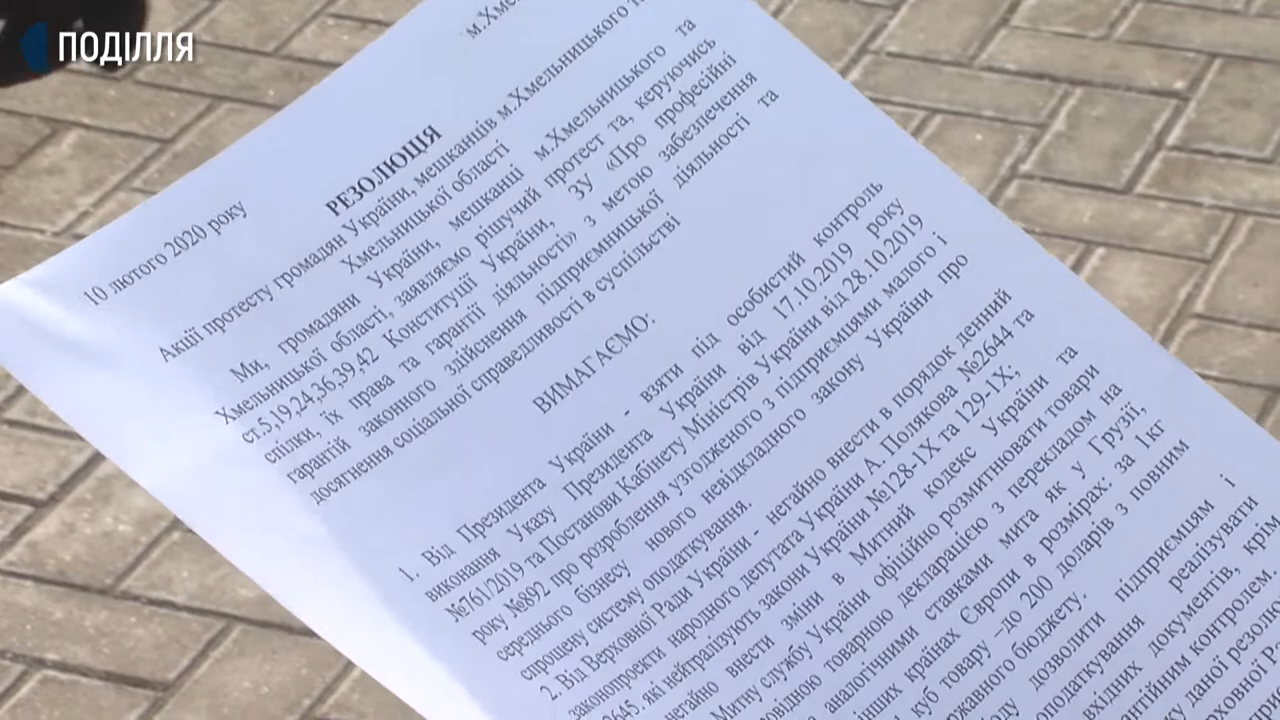 ПОДІЛЛЯ
10 лютого 2020 року
м.Хмельницький
РЕЗОЛЮЦІЯ
Акції протесту громадян України, мешканців м.Хмельницького
Хмельницької області
Ми, громадяни України, мешканці м.Хмельницького та
Хмельницької області, заявляємо рішучий протест та, керуючись
ст.5,19,24,36,39,42 Конституції України, ЗУ «Про професійні
спілки, їх права та гарантії діяльності» з метою забезпечення
гарантій законного здійснення підприємницької діяльності та
досягнення соціальної справедливості в суспільстві
ВИМАГАЄМО:
1. Від Президента України - взяти під особистий контроль
виконання Указу Президента України від 17.10.2019 року
№761/2019 та Постанови Кабінету Міністрів України від 28.10.2019
року №892 про розроблення узгодженого з підприємцями малого і
середнього бізнесу нового невідкладного закону України про
спрощену систему оподаткування.
2. Від Верховної Ради України - негайно внести в порядок денний
законопроекти народного депутата України А. Полякова №2644 та
2645, які нейтралізують закони України №128-1Х та 129-1Х;
негайно внести зміни в Митний кодекс України та
Митну службу України офіційно розмитнювати товари
товарною декларацією з перекладом на
аналогічними ставками мита як у Грузії,
інших країнах Європи в розмірах: за 1кг
куб товару –до 200 доларів з повним
бюджету.
дозволити підприємцям і
оподаткування реалізувати
документів, крім
контролем.
даної